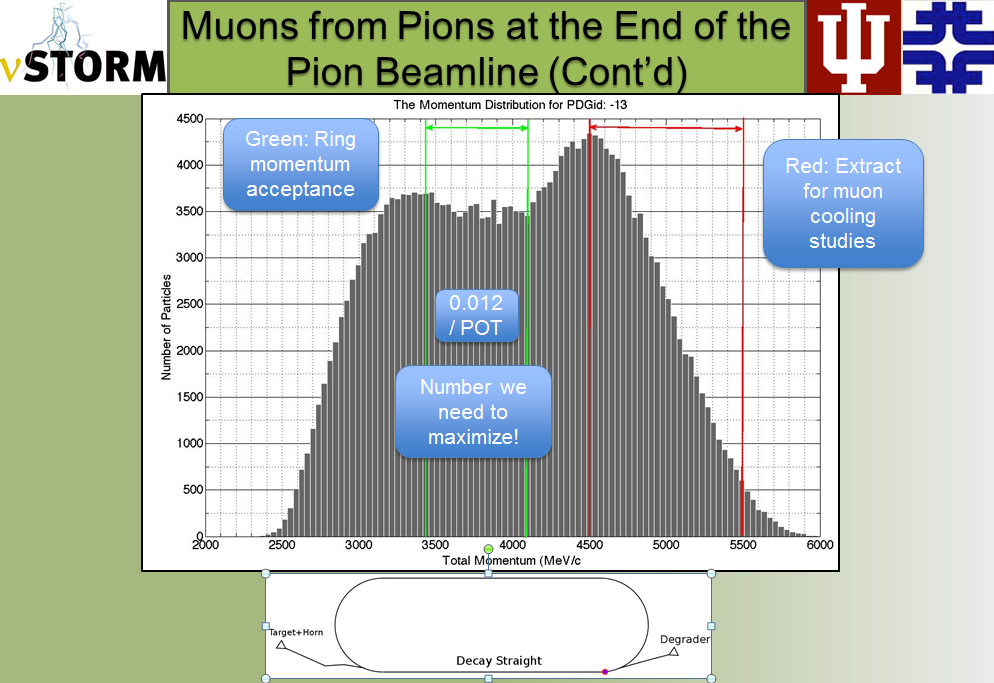 νSTORM
Muons from Pions at the End of the
Pion Beamline (Cont’d)
The Momentum Distribution for PDGid: -13
Green: Ring
momentum
acceptance
Red: Extract
for muon
cooling
studies
0.012
/ POT
Number we
need to
maximize!
Number of Particles
4500
4000
3500
3000
2500
2000
1500
1000
500
0
2000 2500 3000 3500 4000 4500 5000 5500 6000
Total Momentum (MeV/c
Target+Horn
Degrader
Decay Straight